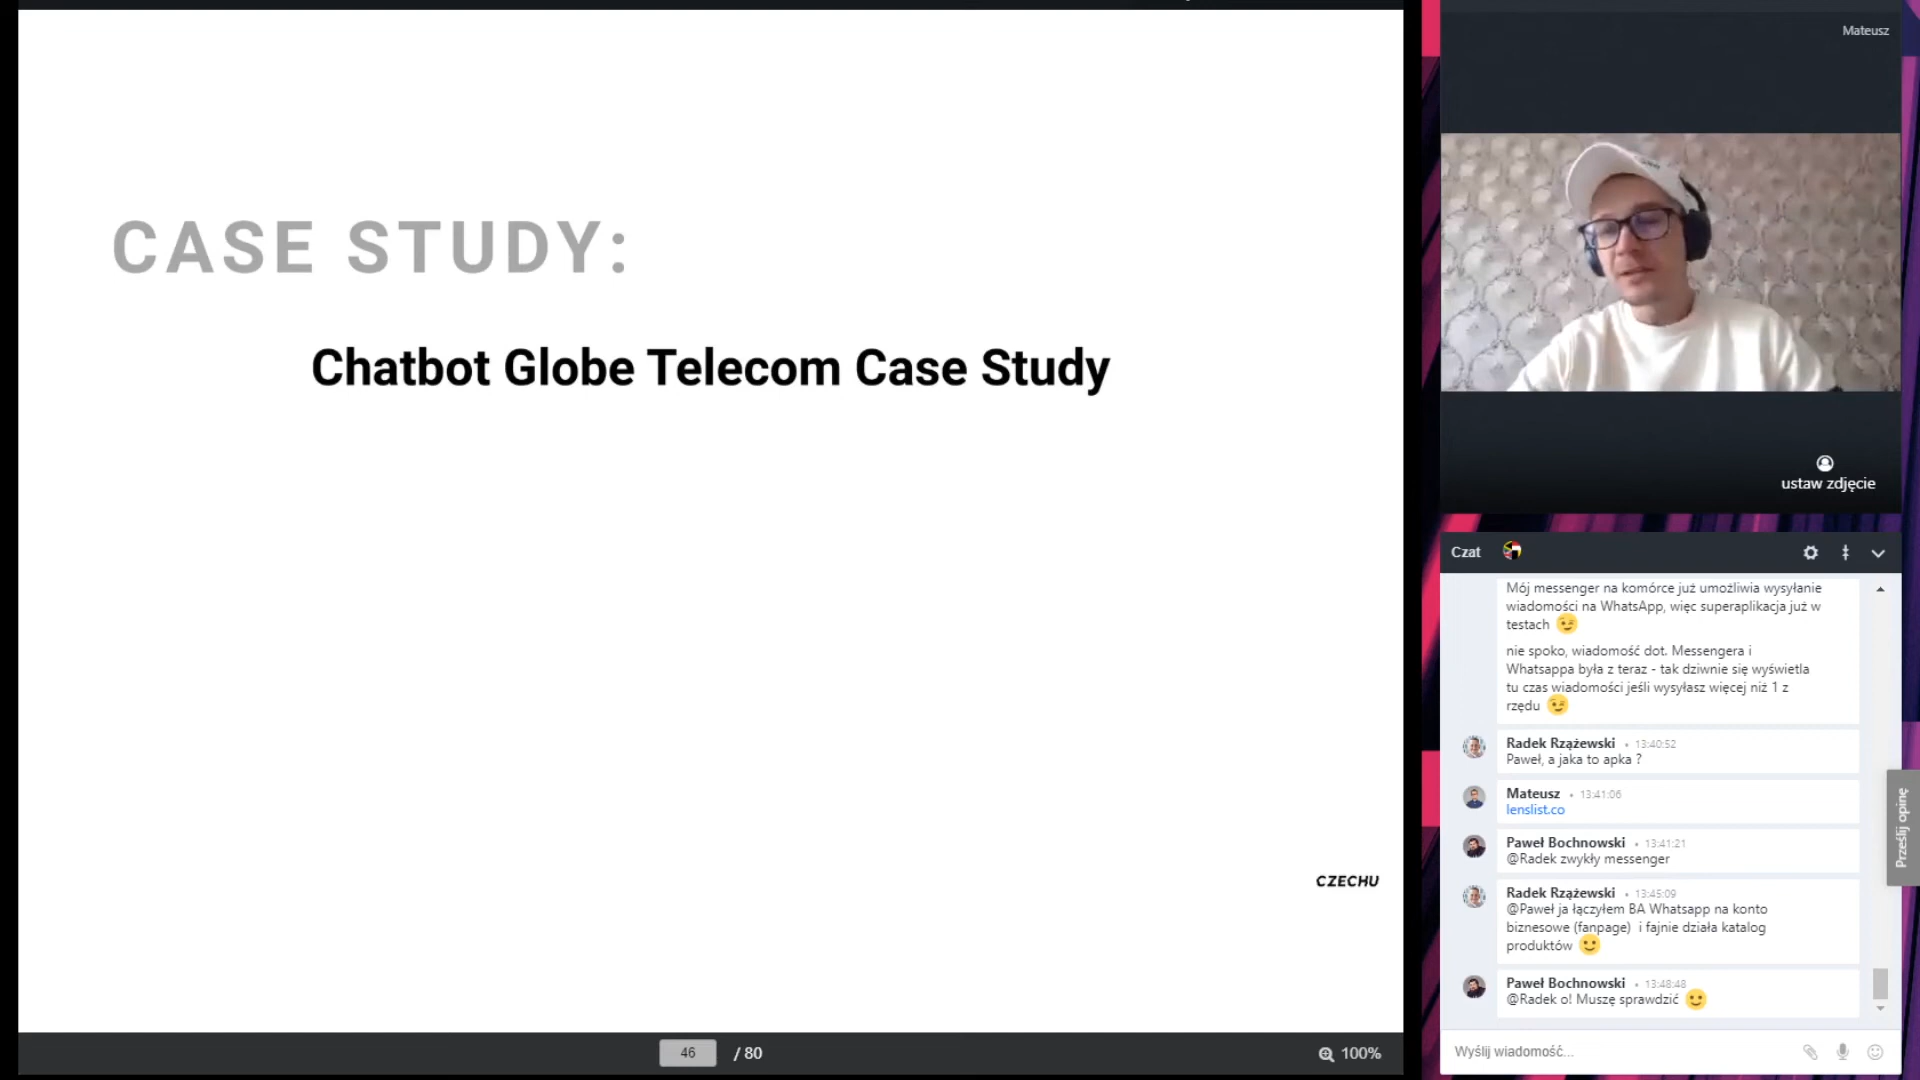 CASE STUDY:
Chatbot Globe Telecom Case Study
CZECHU
46 / 80
100%
Mateusz
ustaw zdjęcie
Czat
Mój messenger na komórce już umożliwia wysyłanie
wiadomości na WhatsApp, więc superaplikacja już w
testach 😉
nie spoko, wiadomość dot. Messengera i
Whatsappa była z teraz - tak dziwnie się wyświetla
tu czas wiadomości jeśli wysyłasz więcej niż 1 z
rzędu 😉
Radek Rzążewski • 13:40:52
Paweł, a jaka to apka ?
Mateusz • 13:41:06
lenslist.co
Paweł Bochnowski • 13:41:21
@Radek zwykły messenger
Radek Rzążewski • 13:45:09
@Paweł ja łączyłem BA Whatsapp na konto
biznesowe (fanpage) i fajnie działa katalog
produktów 🙂
Paweł Bochnowski • 13:48:48
@Radek o! Muszę sprawdzić 🙂
Wyślij wiadomość...
Prześlij opinę